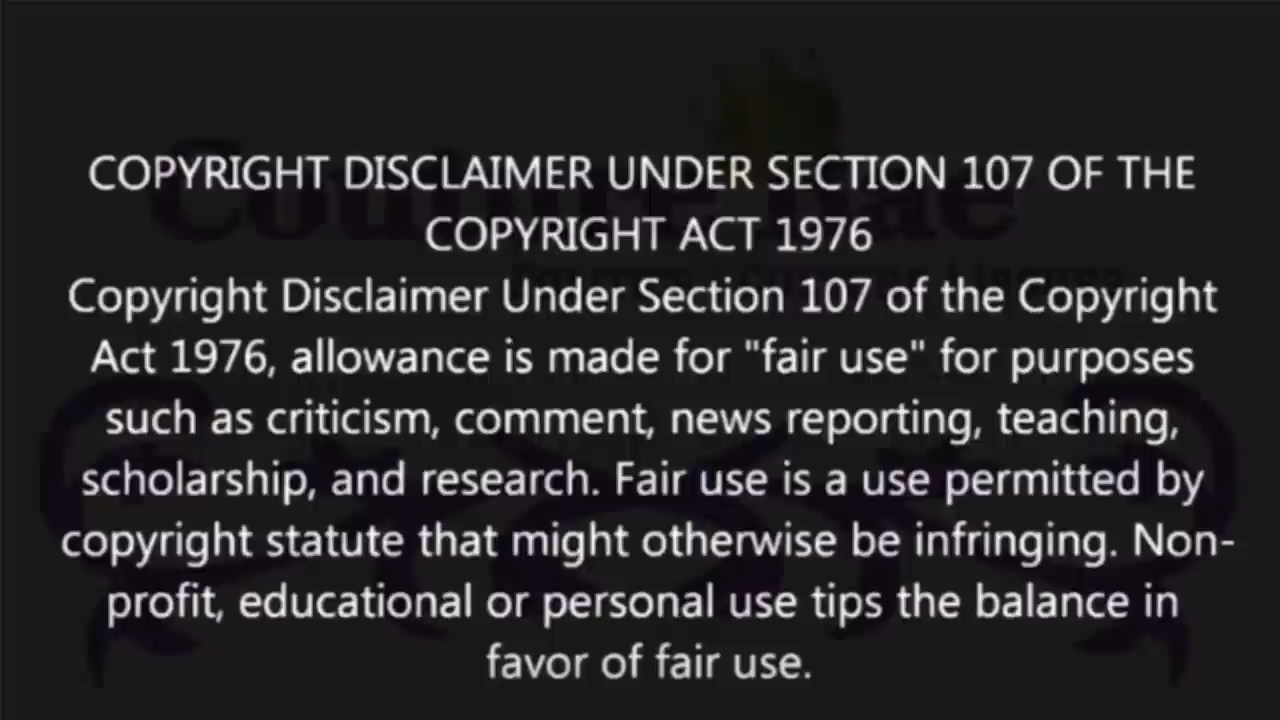 COPYRIGHT DISCLAIMER UNDER SECTION 107 OF THE
COPYRIGHT ACT 1976
Copyright Disclaimer Under Section 107 of the Copyright
Act 1976, allowance is made for "fair use" for purposes
such as criticism, comment, news reporting, teaching,
scholarship, and research. Fair use is a use permitted by
copyright statute that might otherwise be infringing. Non-
profit, educational or personal use tips the balance in
favor of fair use.